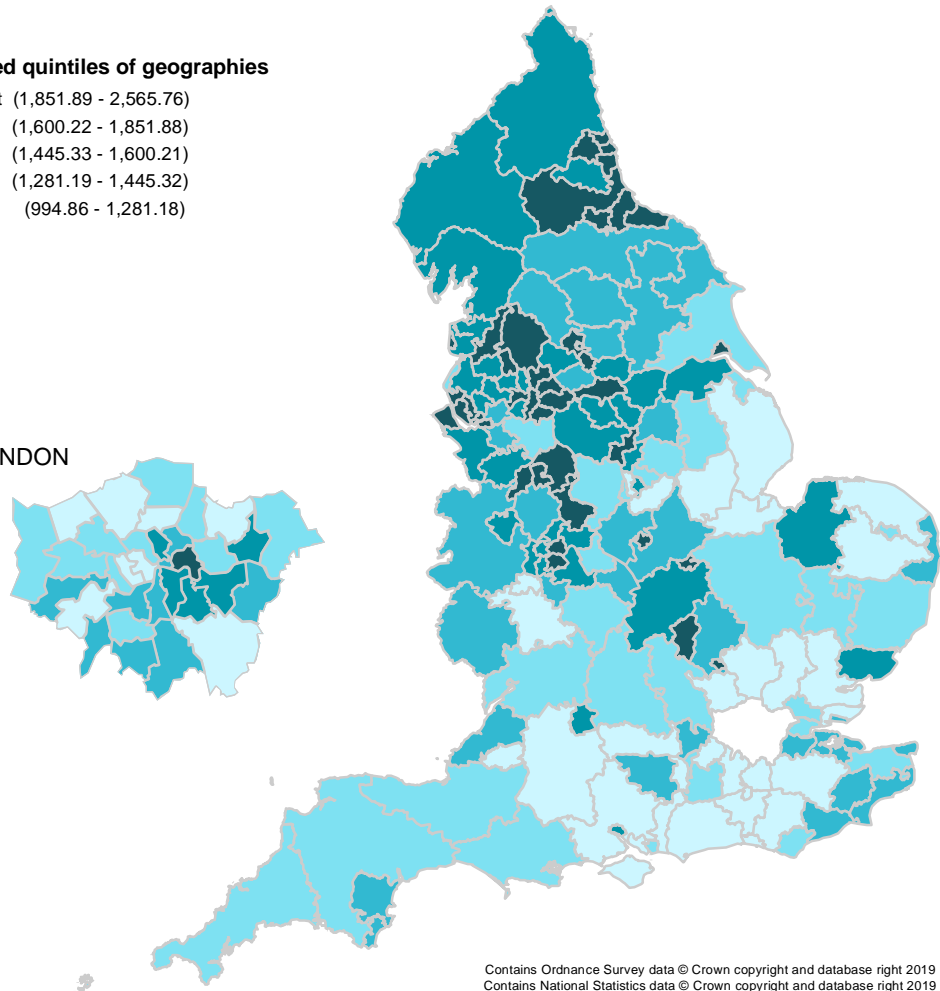 ed quintiles of geographies
t (1,851.89 - 2,565.76)
(1,600.22 - 1,851.88)
(1,445.33 - 1,600.21)
(1,281.19 - 1,445.32)
(994.86 - 1,281.18)
NDON
Contains Ordnance Survey data © Crown copyright and database right 2019
Contains National Statistics data © Crown copyright and database right 2019